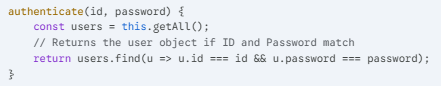 authenticate(id, password) {
    const users = this.getAll();
    // Returns the user object if ID and Password match
    return users.find(u => u.id === id && u.password === password);
}